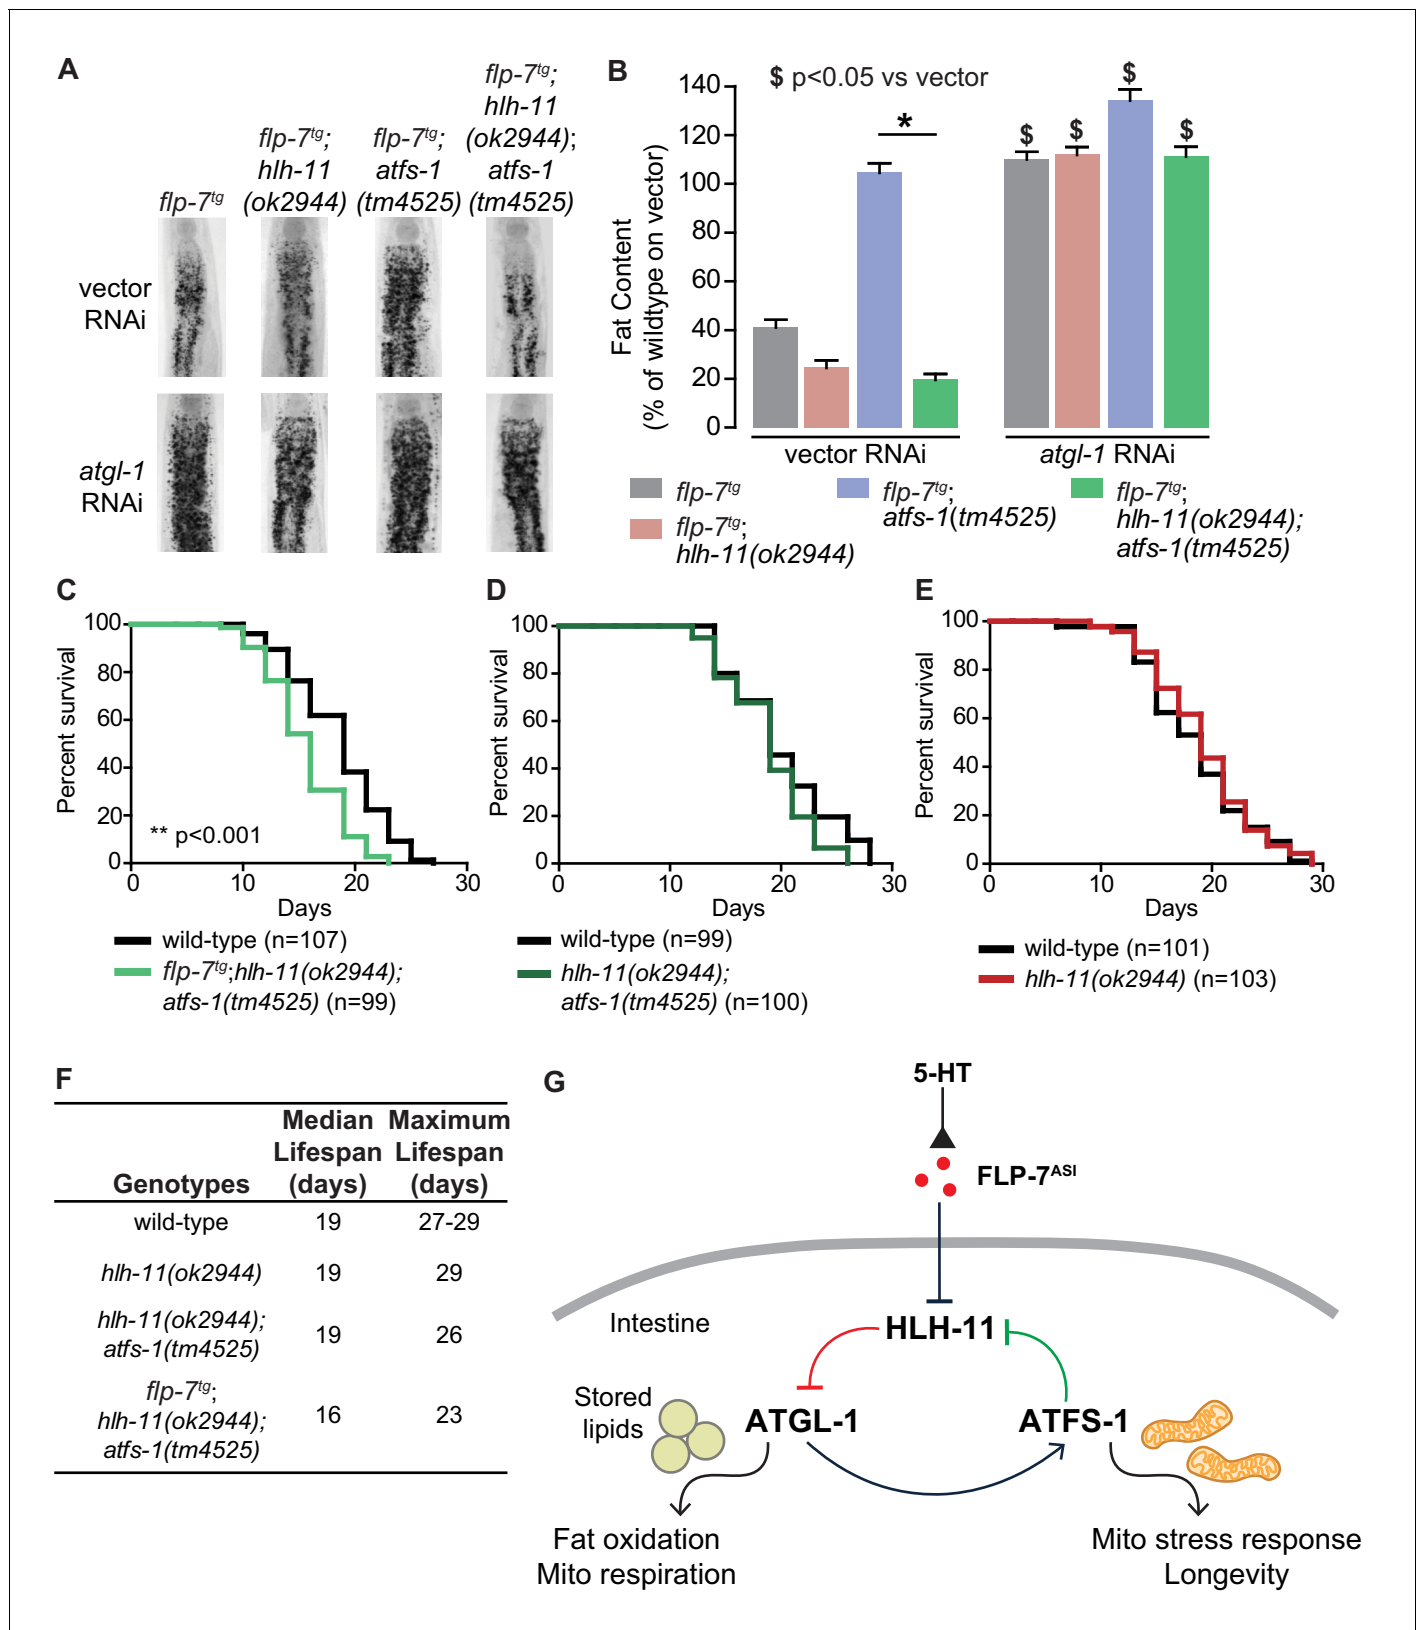 A
flp-7tg
flp-7tg;
hlh-11
(ok2944)
flp-7tg;
atfs-1
(tm4525)
flp-7tg;
hlh-11
(ok2944);
atfs-1
(tm4525)
vector
RNAi
atgl-1
RNAi
B
$ p<0.05 vs vector
Fat Content
(% of wildtype on vector)
140
120
100
80
60
40
20
0
*
$
$
$
$
vector RNAi
atgl-1 RNAi
flp-7tg
flp-7tg;
hlh-11(ok2944)
flp-7tg;
atfs-1(tm4525)
flp-7tg;
hlh-11(ok2944);
atfs-1(tm4525)
C
Percent survival
100
80
60
40
20
0
** p<0.001
0
10
20
30
Days
wild-type (n=107)
flp-7tg;hlh-11(ok2944);
atfs-1(tm4525) (n=99)
D
Percent survival
100
80
60
40
20
0
0
10
20
30
Days
wild-type (n=99)
hlh-11(ok2944);
atfs-1(tm4525) (n=100)
E
Percent survival
100
80
60
40
20
0
0
10
20
30
Days
wild-type (n=101)
hlh-11(ok2944) (n=103)
F
Genotypes
Median
Lifespan
(days)
Maximum
Lifespan
(days)
wild-type 19 27-29
hlh-11(ok2944) 19 29
hlh-11(ok2944);
atfs-1(tm4525)
19 26
flp-7tg;
hlh-11(ok2944);
atfs-1(tm4525)
16 23
G
5-HT
FLP-7ASI
Intestine
HLH-11
Stored
lipids
ATGL-1
ATFS-1
Fat oxidation
Mito respiration
Mito stress response
Longevity